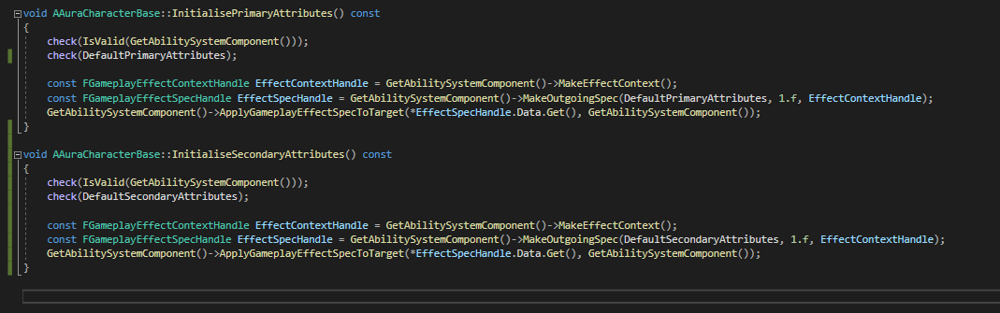 void AAuraCharacterBase::InitialisePrimaryAttributes() const
{
check(IsValid(GetAbilitySystemComponent()));
check(DefaultPrimaryAttributes);
const FGameplayEffectContextHandle EffectContextHandle = GetAbilitySystemComponent()->MakeEffectContext();
const FGameplayEffectSpecHandle EffectSpecHandle = GetAbilitySystemComponent()->MakeOutgoingSpec(DefaultPrimaryAttributes, 1.f, EffectContextHandle);
GetAbilitySystemComponent()->ApplyGameplayEffectSpecToTarget(*EffectSpecHandle.Data.Get(), GetAbilitySystemComponent());
}
void AAuraCharacterBase::InitialiseSecondaryAttributes() const
{
check(IsValid(GetAbilitySystemComponent()));
check(DefaultSecondaryAttributes);
const FGameplayEffectContextHandle EffectContextHandle = GetAbilitySystemComponent()->MakeEffectContext();
const FGameplayEffectSpecHandle EffectSpecHandle = GetAbilitySystemComponent()->MakeOutgoingSpec(DefaultSecondaryAttributes, 1.f, EffectContextHandle);
GetAbilitySystemComponent()->ApplyGameplayEffectSpecToTarget(*EffectSpecHandle.Data.Get(), GetAbilitySystemComponent());
}